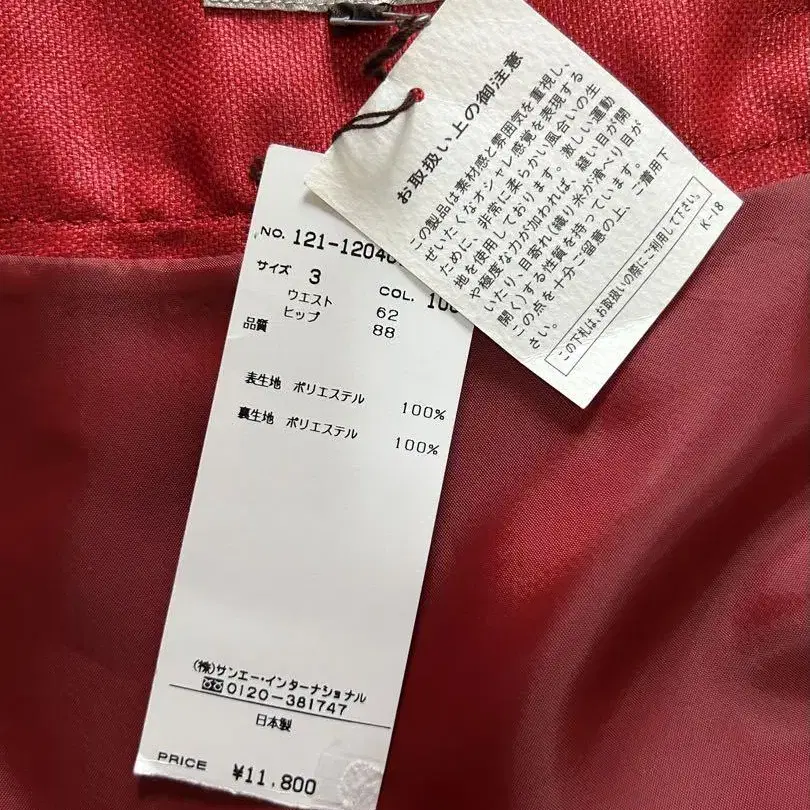 お取扱い上の御注意
この製品は素材感と雰囲気を重視し、
ぜいたくなオシャレ感覚を表現する
ために、非常に柔らかい風合いの生
地を使用しております。激しい運動
や極度な力が加われば、縫い目が開
いたり、目寄れ(織り糸が滑べり目が
開く)する性質を持っています。
この点を十分ご留意の上、ご着用下
さい。
この下札は、お取扱いの際にご利用して下さい。
K-18
NO. 121-1204
サイズ 3 COL.
ウエスト 62
ヒップ 88
品質
表生地 ポリエステル 100%
裏生地 ポリエステル 100%
(株)サンエー・インターナショナル
0120-381747
日本製
PRICE ¥11,800